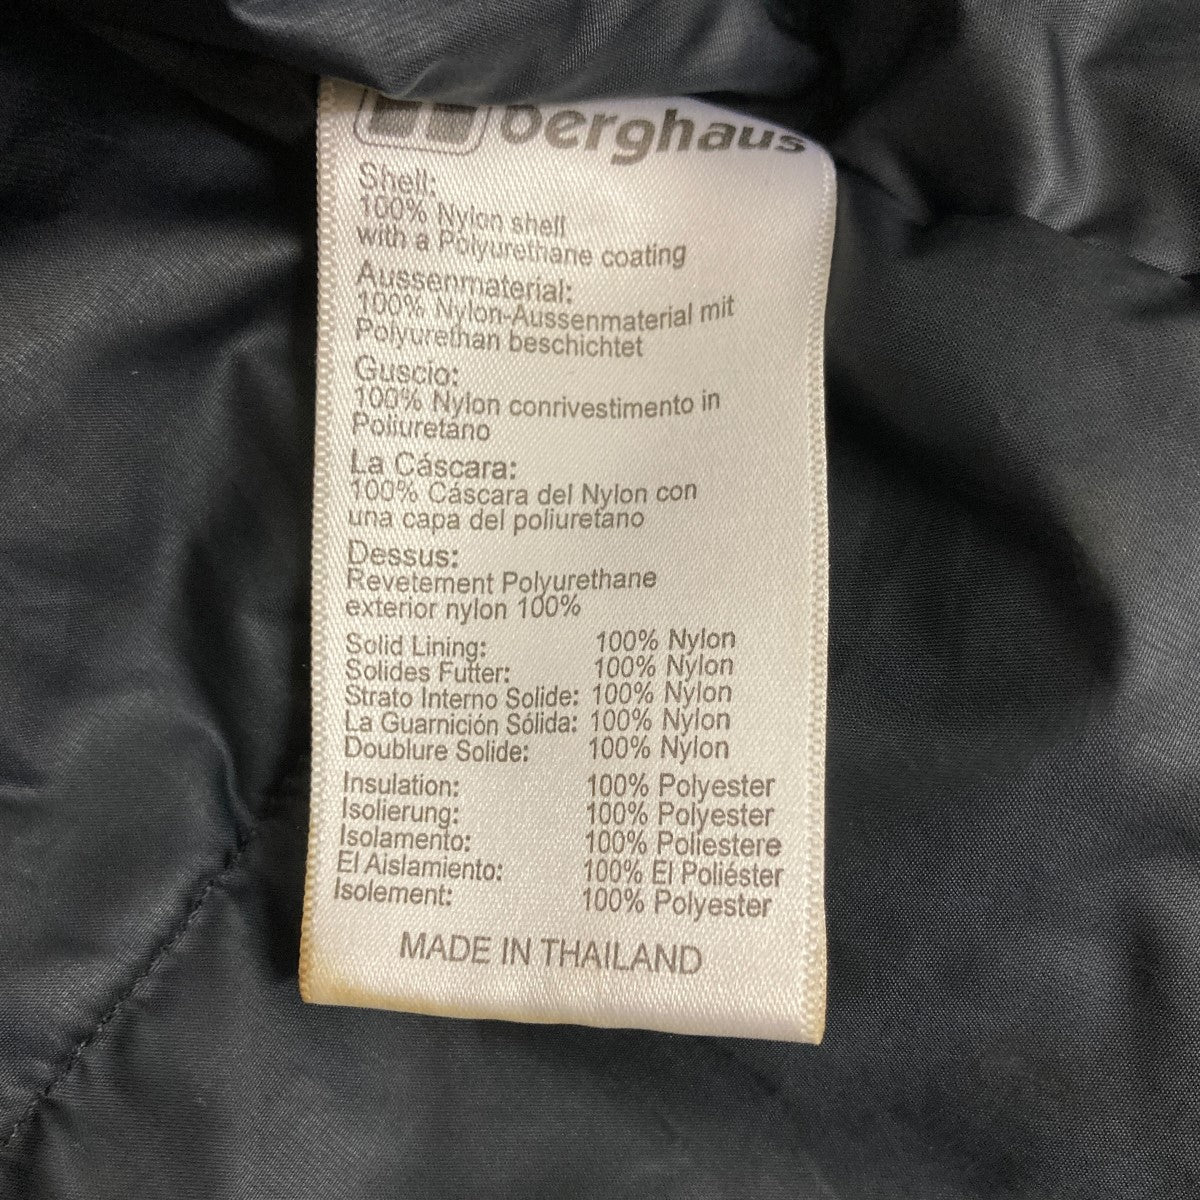 berghaus
Shell:
100% Nylon shell
with a Polyurethane coating
Aussenmaterial:
100% Nylon-Aussenmaterial mit
Polyurethan beschichtet
Guscio:
100% Nylon conrivestimento in
Poliuretano
La Cáscara:
100% Cáscara del Nylon con
una capa del poliuretano
Dessus:
Revetement Polyurethane
exterior nylon 100%
Solid Lining: 100% Nylon
Solides Futter: 100% Nylon
Strato Interno Solide: 100% Nylon
La Guarnición Sólida: 100% Nylon
Doublure Solide: 100% Nylon
Insulation: 100% Polyester
Isolierung: 100% Polyester
Isolamento: 100% Poliestere
El Aislamiento: 100% El Poliéster
Isolement: 100% Polyester
MADE IN THAILAND